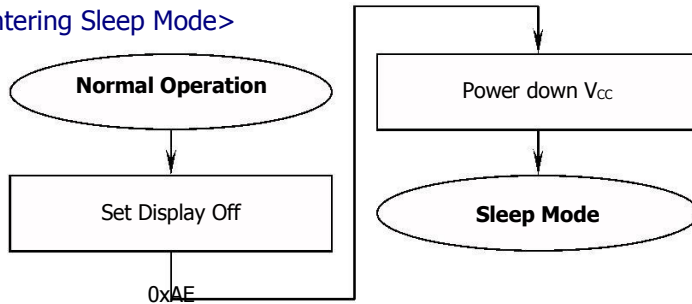 ntering Sleep Mode>
Normal Operation
Set Display Off
0xAE
Power down VCC
Sleep Mode